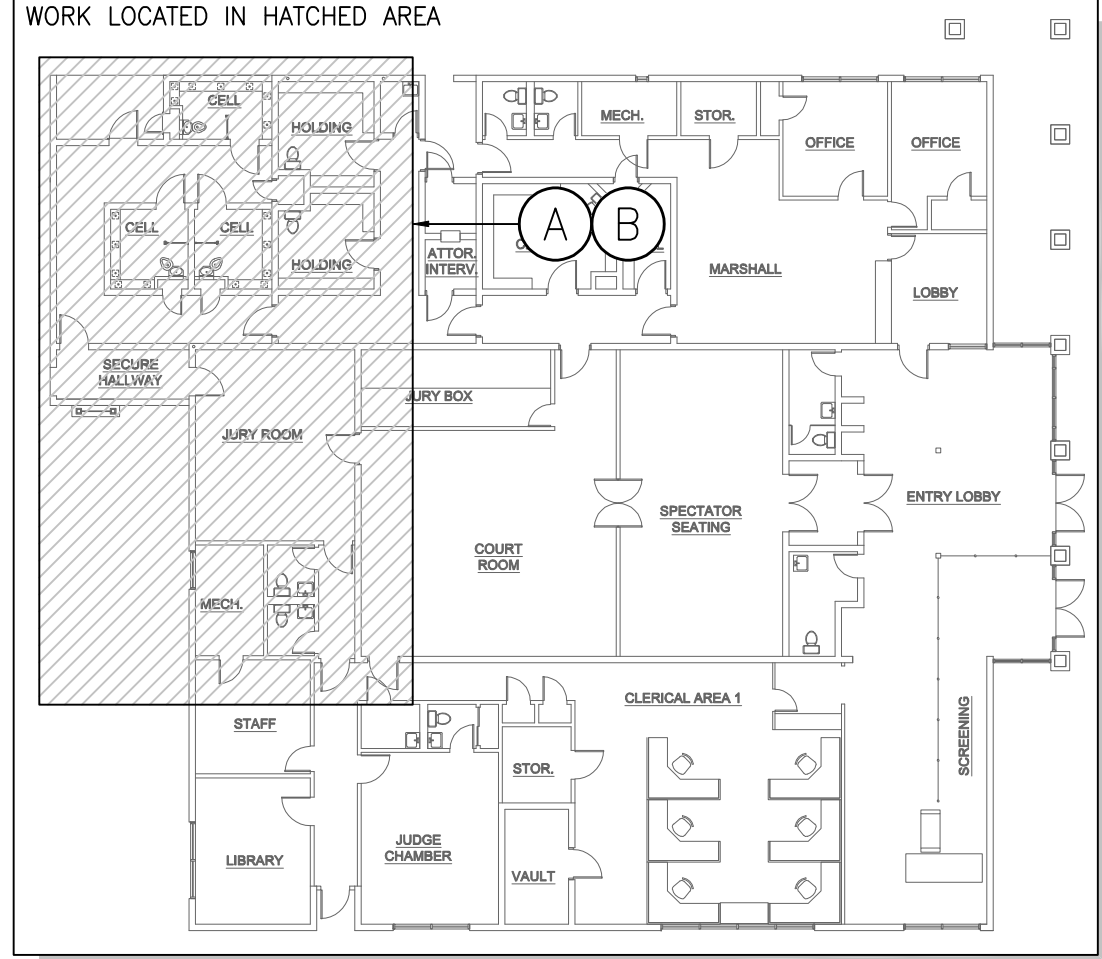 WORK LOCATED IN HATCHED AREA
CELL
HOLDING
MECH.
STOR.
OFFICE
OFFICE
CELL
CELL
A
B
HOLDING
ATTOR.
INTERV.
MARSHALL
LOBBY
SECURE
HALLWAY
JURY BOX
JURY ROOM
ENTRY LOBBY
SPECTATOR
SEATING
COURT
ROOM
MECH.
CLERICAL AREA 1
STAFF
SCREENING
STOR.
JUDGE
CHAMBER
LIBRARY
VAULT